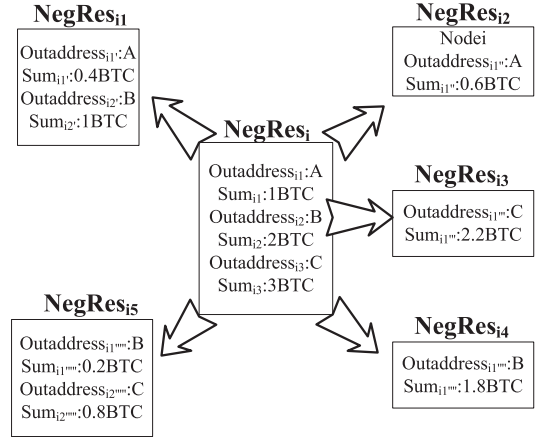 NegRes_i1
Outaddress_i1':A
Sum_i1':0.4BTC
Outaddress_i2':B
Sum_i2':1BTC
NegRes_i2
Nodei
Outaddress_i1'':A
Sum_i1'':0.6BTC
NegRes_i
Outaddress_i1:A
Sum_i1:1BTC
Outaddress_i2:B
Sum_i2:2BTC
Outaddress_i3:C
Sum_i3:3BTC
NegRes_i3
Outaddress_i1''':C
Sum_i1''':2.2BTC
NegRes_i5
Outaddress_i1''''':B
Sum_i1''''':0.2BTC
Outaddress_i2''''':C
Sum_i2''''':0.8BTC
NegRes_i4
Outaddress_i1'''':B
Sum_i1'''':1.8BTC